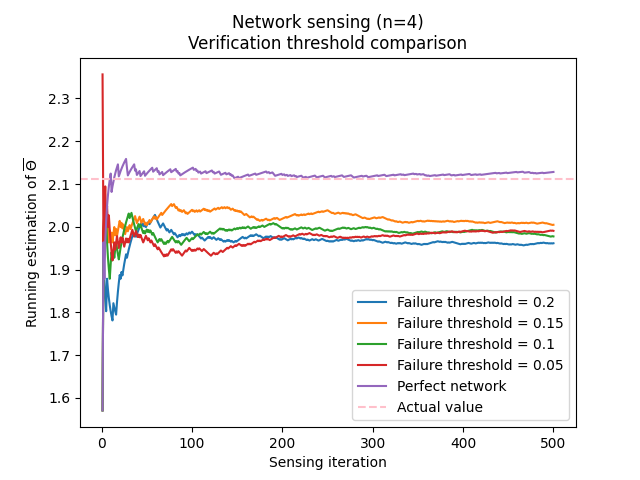 Network sensing (n=4)
Verification threshold comparison
Running estimation of Θ̅
2.3
2.2
2.1
2.0
1.9
1.8
1.7
1.6
Failure threshold = 0.2
Failure threshold = 0.15
Failure threshold = 0.1
Failure threshold = 0.05
Perfect network
Actual value
0 100 200 300 400 500
Sensing iteration